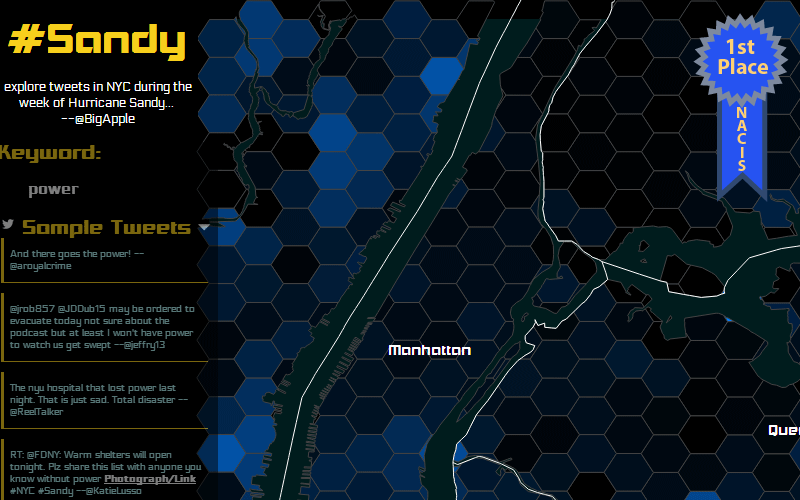 #Sandy
explore tweets in NYC during the
week of Hurricane Sandy...
--@BigApple
Keyword:
power
Sample Tweets
And there goes the power! --
@aroyalcrime
@jrob857 @JDDub15 may be ordered to
evacuate today not sure about the
podcast but at least I won't have power
to watch us get swept --@jeffry13
The nyu hospital that lost power last
night. That is just sad. Total disaster --
@ReelTalker
RT: @FDNY: Warm shelters will open
tonight. Plz share this list with anyone you
know without power Photograph/Link
#NYC #Sandy --@KatieLusso
Manhattan
1st
Place
NACIS
Quee